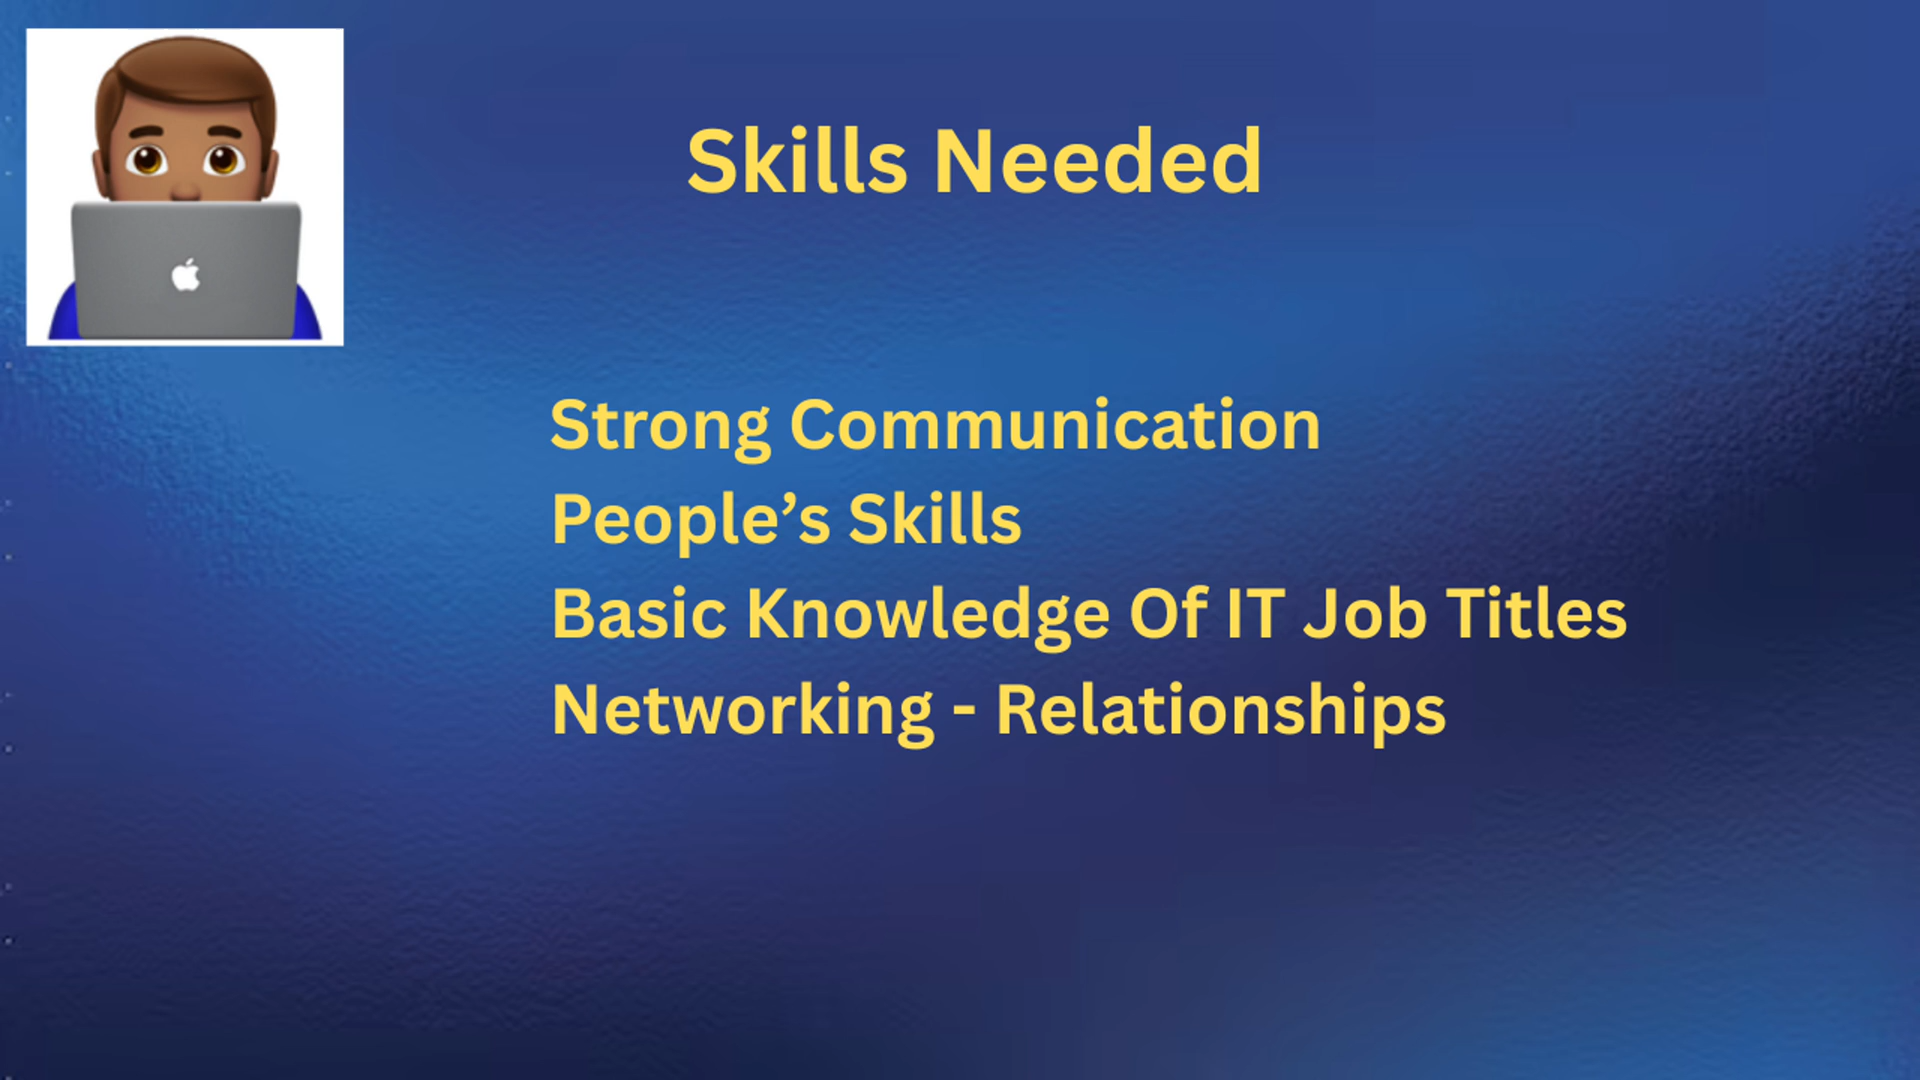 Skills Needed
Strong Communication
People’s Skills
Basic Knowledge Of IT Job Titles
Networking - Relationships